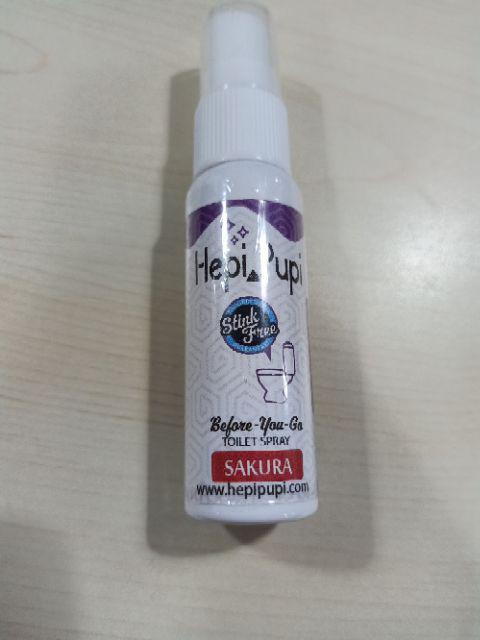 Hepi Pupi
Stink
Free
Before-You-Go
TOILET SPRAY
SAKURA
www.hepipupi.com